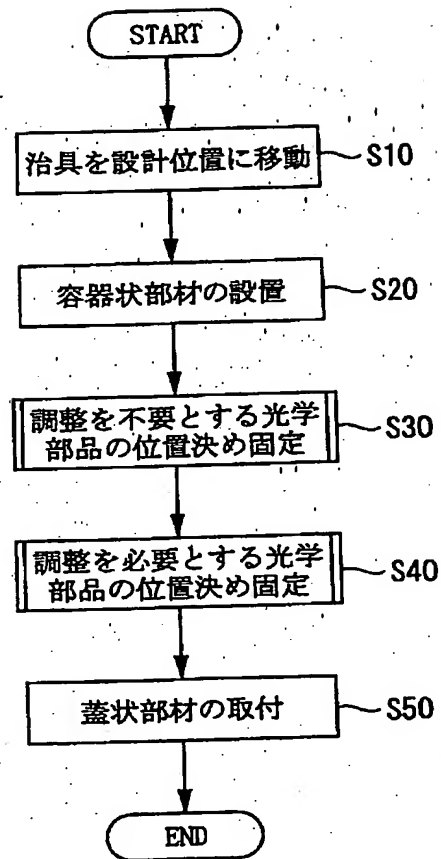 START
治具を設計位置に移動
S10
容器状部材の設置
S20
調整を不要とする光学
部品の位置決め固定
S30
調整を必要とする光学
部品の位置決め固定
S40
蓋状部材の取付
S50
END